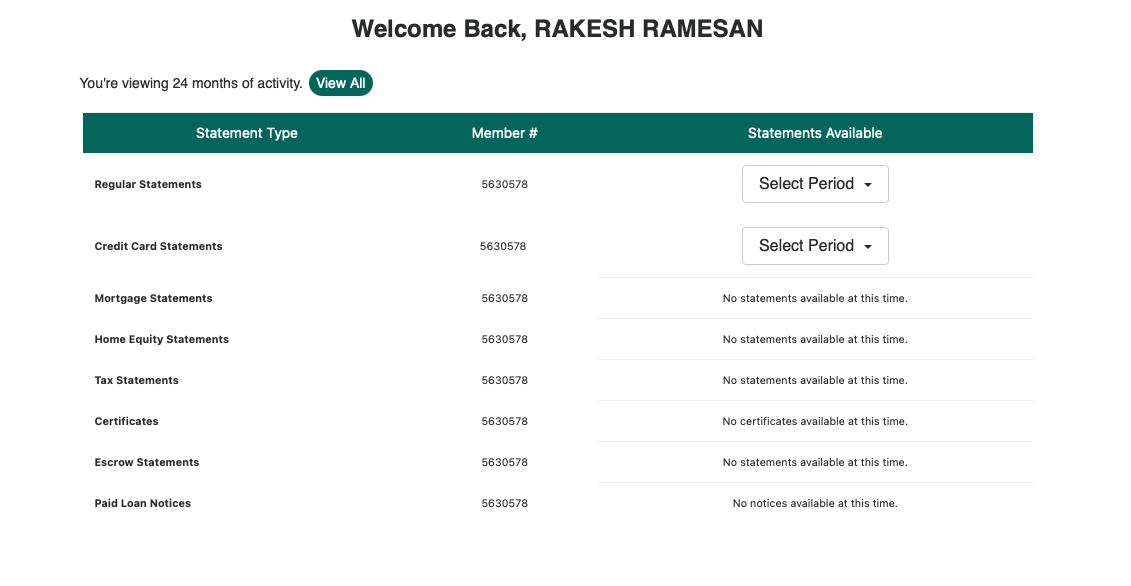 Welcome Back, RAKESH RAMESAN
You're viewing 24 months of activity. View All
Statement Type Member # Statements Available
Regular Statements 5630578 Select Period
Credit Card Statements 5630578 Select Period
Mortgage Statements 5630578 No statements available at this time.
Home Equity Statements 5630578 No statements available at this time.
Tax Statements 5630578 No statements available at this time.
Certificates 5630578 No certificates available at this time.
Escrow Statements 5630578 No statements available at this time.
Paid Loan Notices 5630578 No notices available at this time.